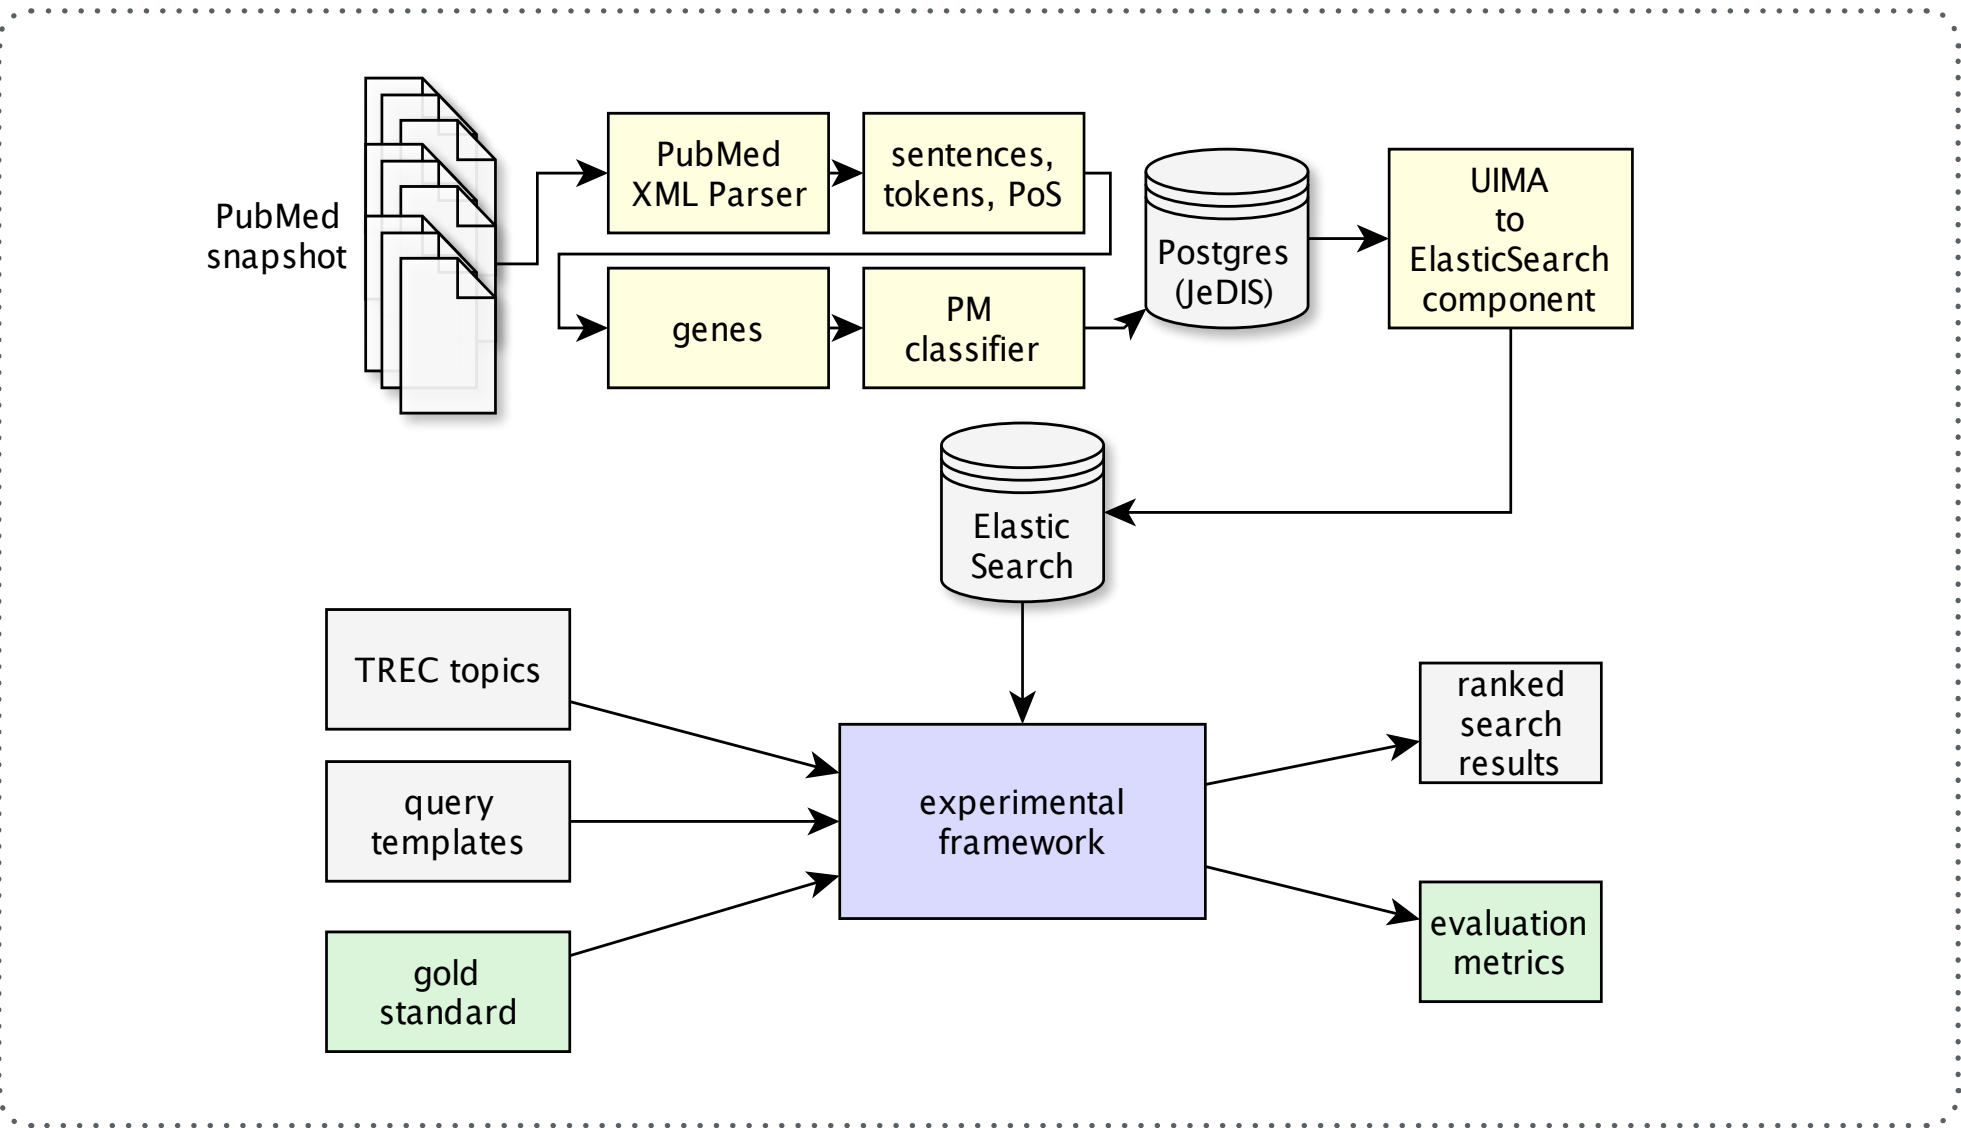 PubMed
snapshot
PubMed
XML Parser
sentences,
tokens, PoS
genes
PM
classifier
Postgres
(JeDIS)
UIMA
to
ElasticSearch
component
Elastic
Search
TREC topics
query
templates
gold
standard
experimental
framework
ranked
search
results
evaluation
metrics